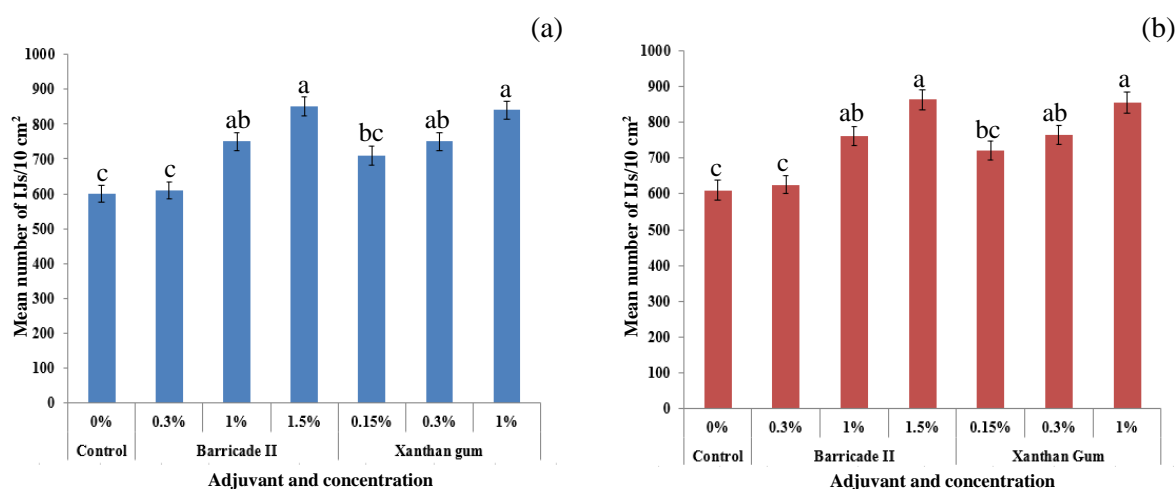 (a)
Mean number of IJs/10 cm²
1000
900
800
700
600
500
400
300
200
100
0
c
c
ab
a
bc
ab
a
0% 0.3% 1% 1.5% 0.15% 0.3% 1%
Control Barricade II Xanthan gum
Adjuvant and concentration
(b)
Mean number of IJs/10 cm²
1000
900
800
700
600
500
400
300
200
100
0
c
c
ab
a
bc
ab
a
0% 0.3% 1% 1.5% 0.15% 0.3% 1%
Control Barricade II Xanthan Gum
Adjuvant and concentration